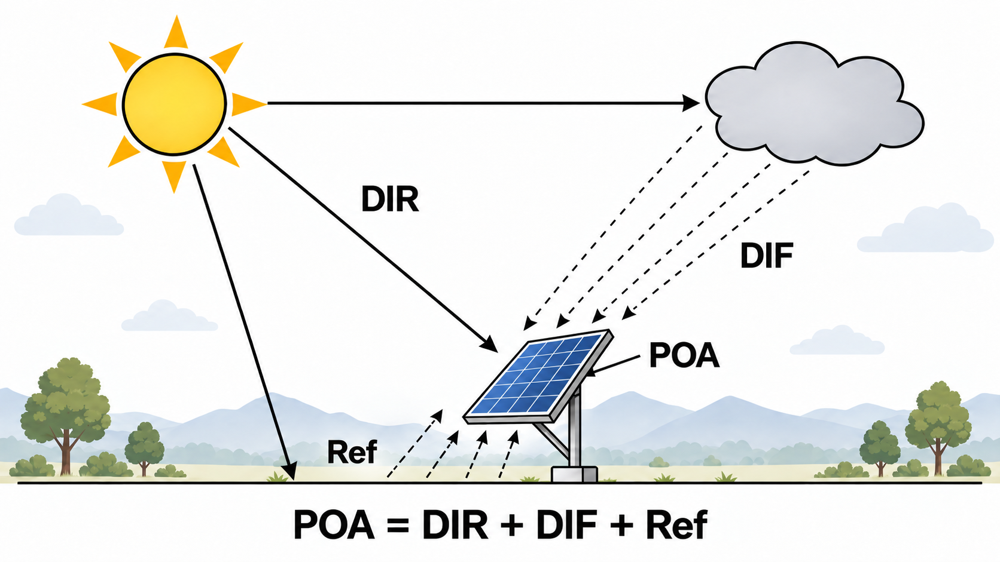 DIR
DIF
POA
Ref
POA = DIR + DIF + Ref